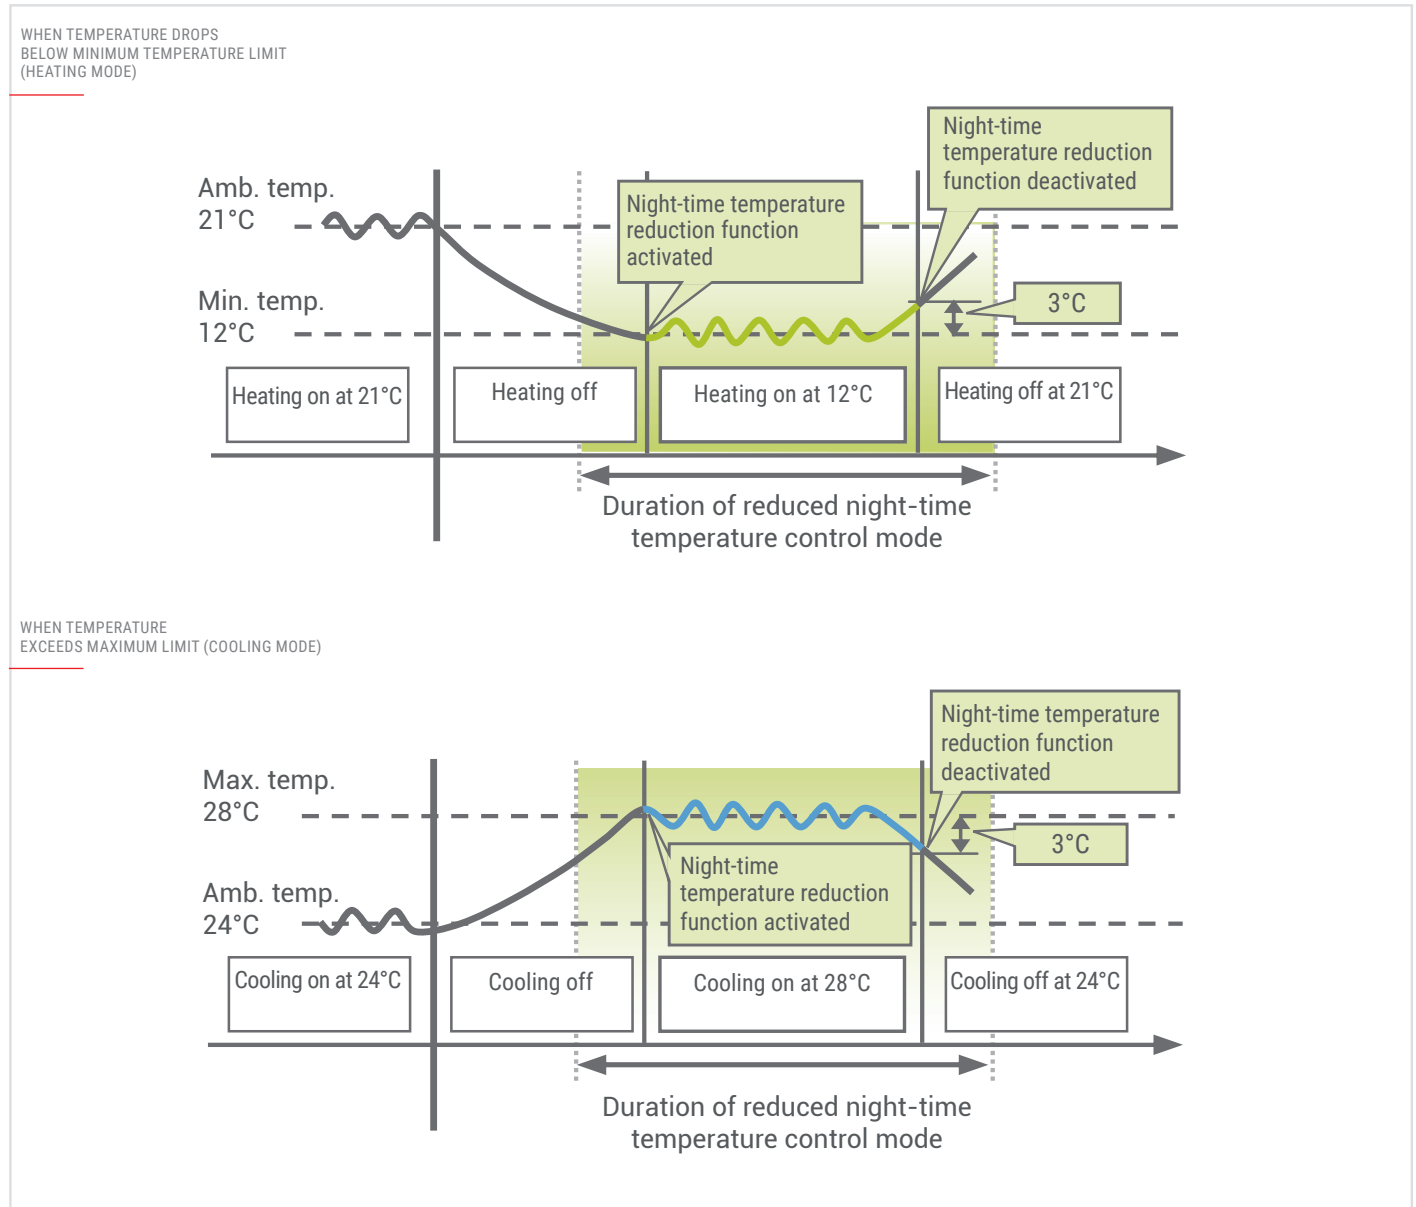 WHEN TEMPERATURE DROPS
BELOW MINIMUM TEMPERATURE LIMIT
(HEATING MODE)
Night-time
temperature reduction
function deactivated
Amb. temp.
21°C
Night-time temperature
reduction function
activated
Min. temp.
12°C
3°C
Heating on at 21°C
Heating off
Heating on at 12°C
Heating off at 21°C
Duration of reduced night-time
temperature control mode
WHEN TEMPERATURE
EXCEEDS MAXIMUM LIMIT (COOLING MODE)
Night-time temperature
reduction function
deactivated
Max. temp.
28°C
3°C
Night-time
temperature reduction
function activated
Amb. temp.
24°C
Cooling on at 24°C
Cooling off
Cooling on at 28°C
Cooling off at 24°C
Duration of reduced night-time
temperature control mode